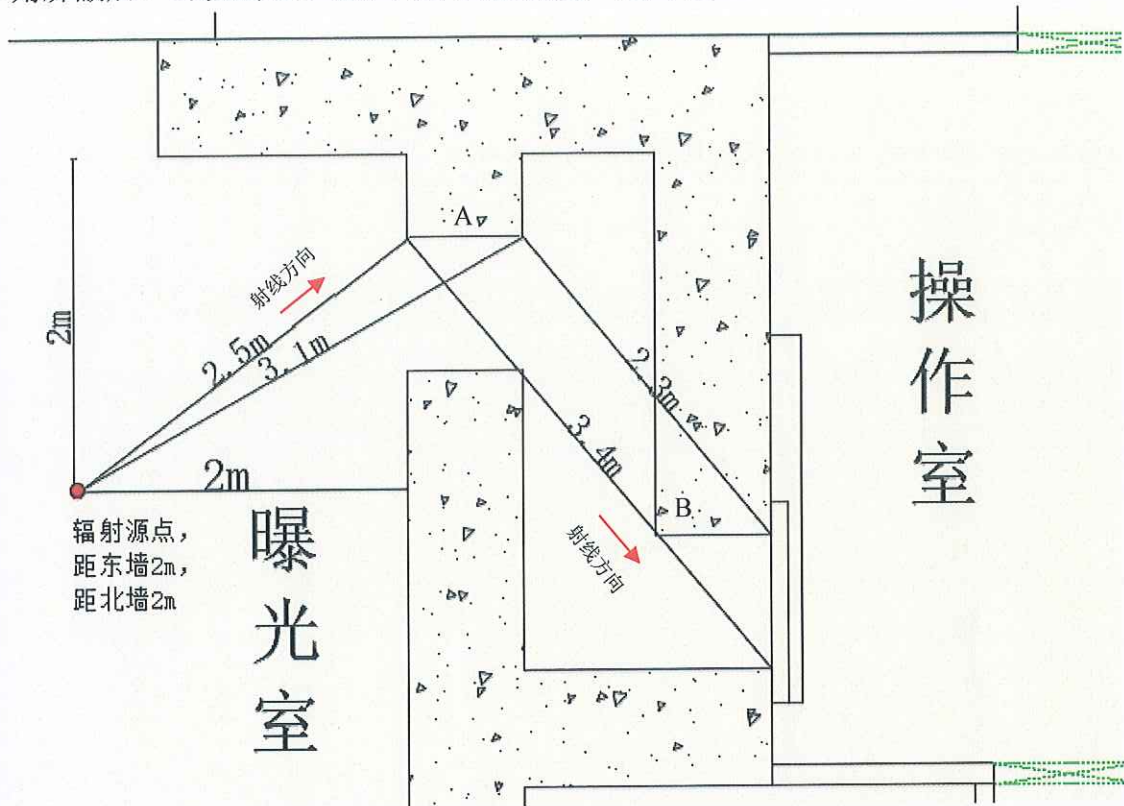 A
射线方向
2m
2.5m
3.1m
2.3m
操作室
3.4m
2m
B
射线方向
辐射源点，
距东墙2m，
距北墙2m
曝光室